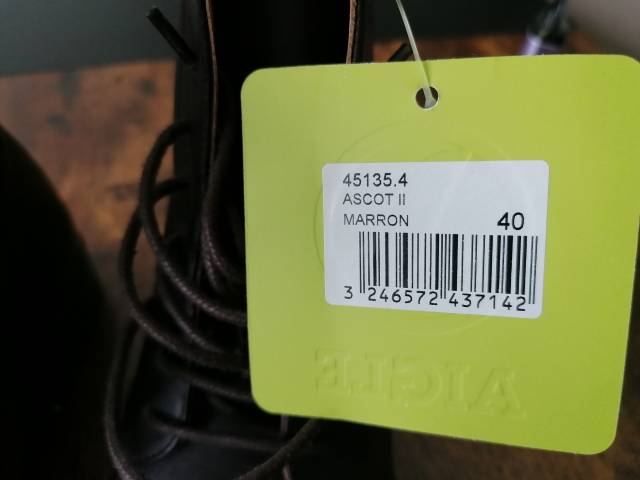 45135.4
ASCOT II
MARRON 40
3 246572 437142
AIGLE